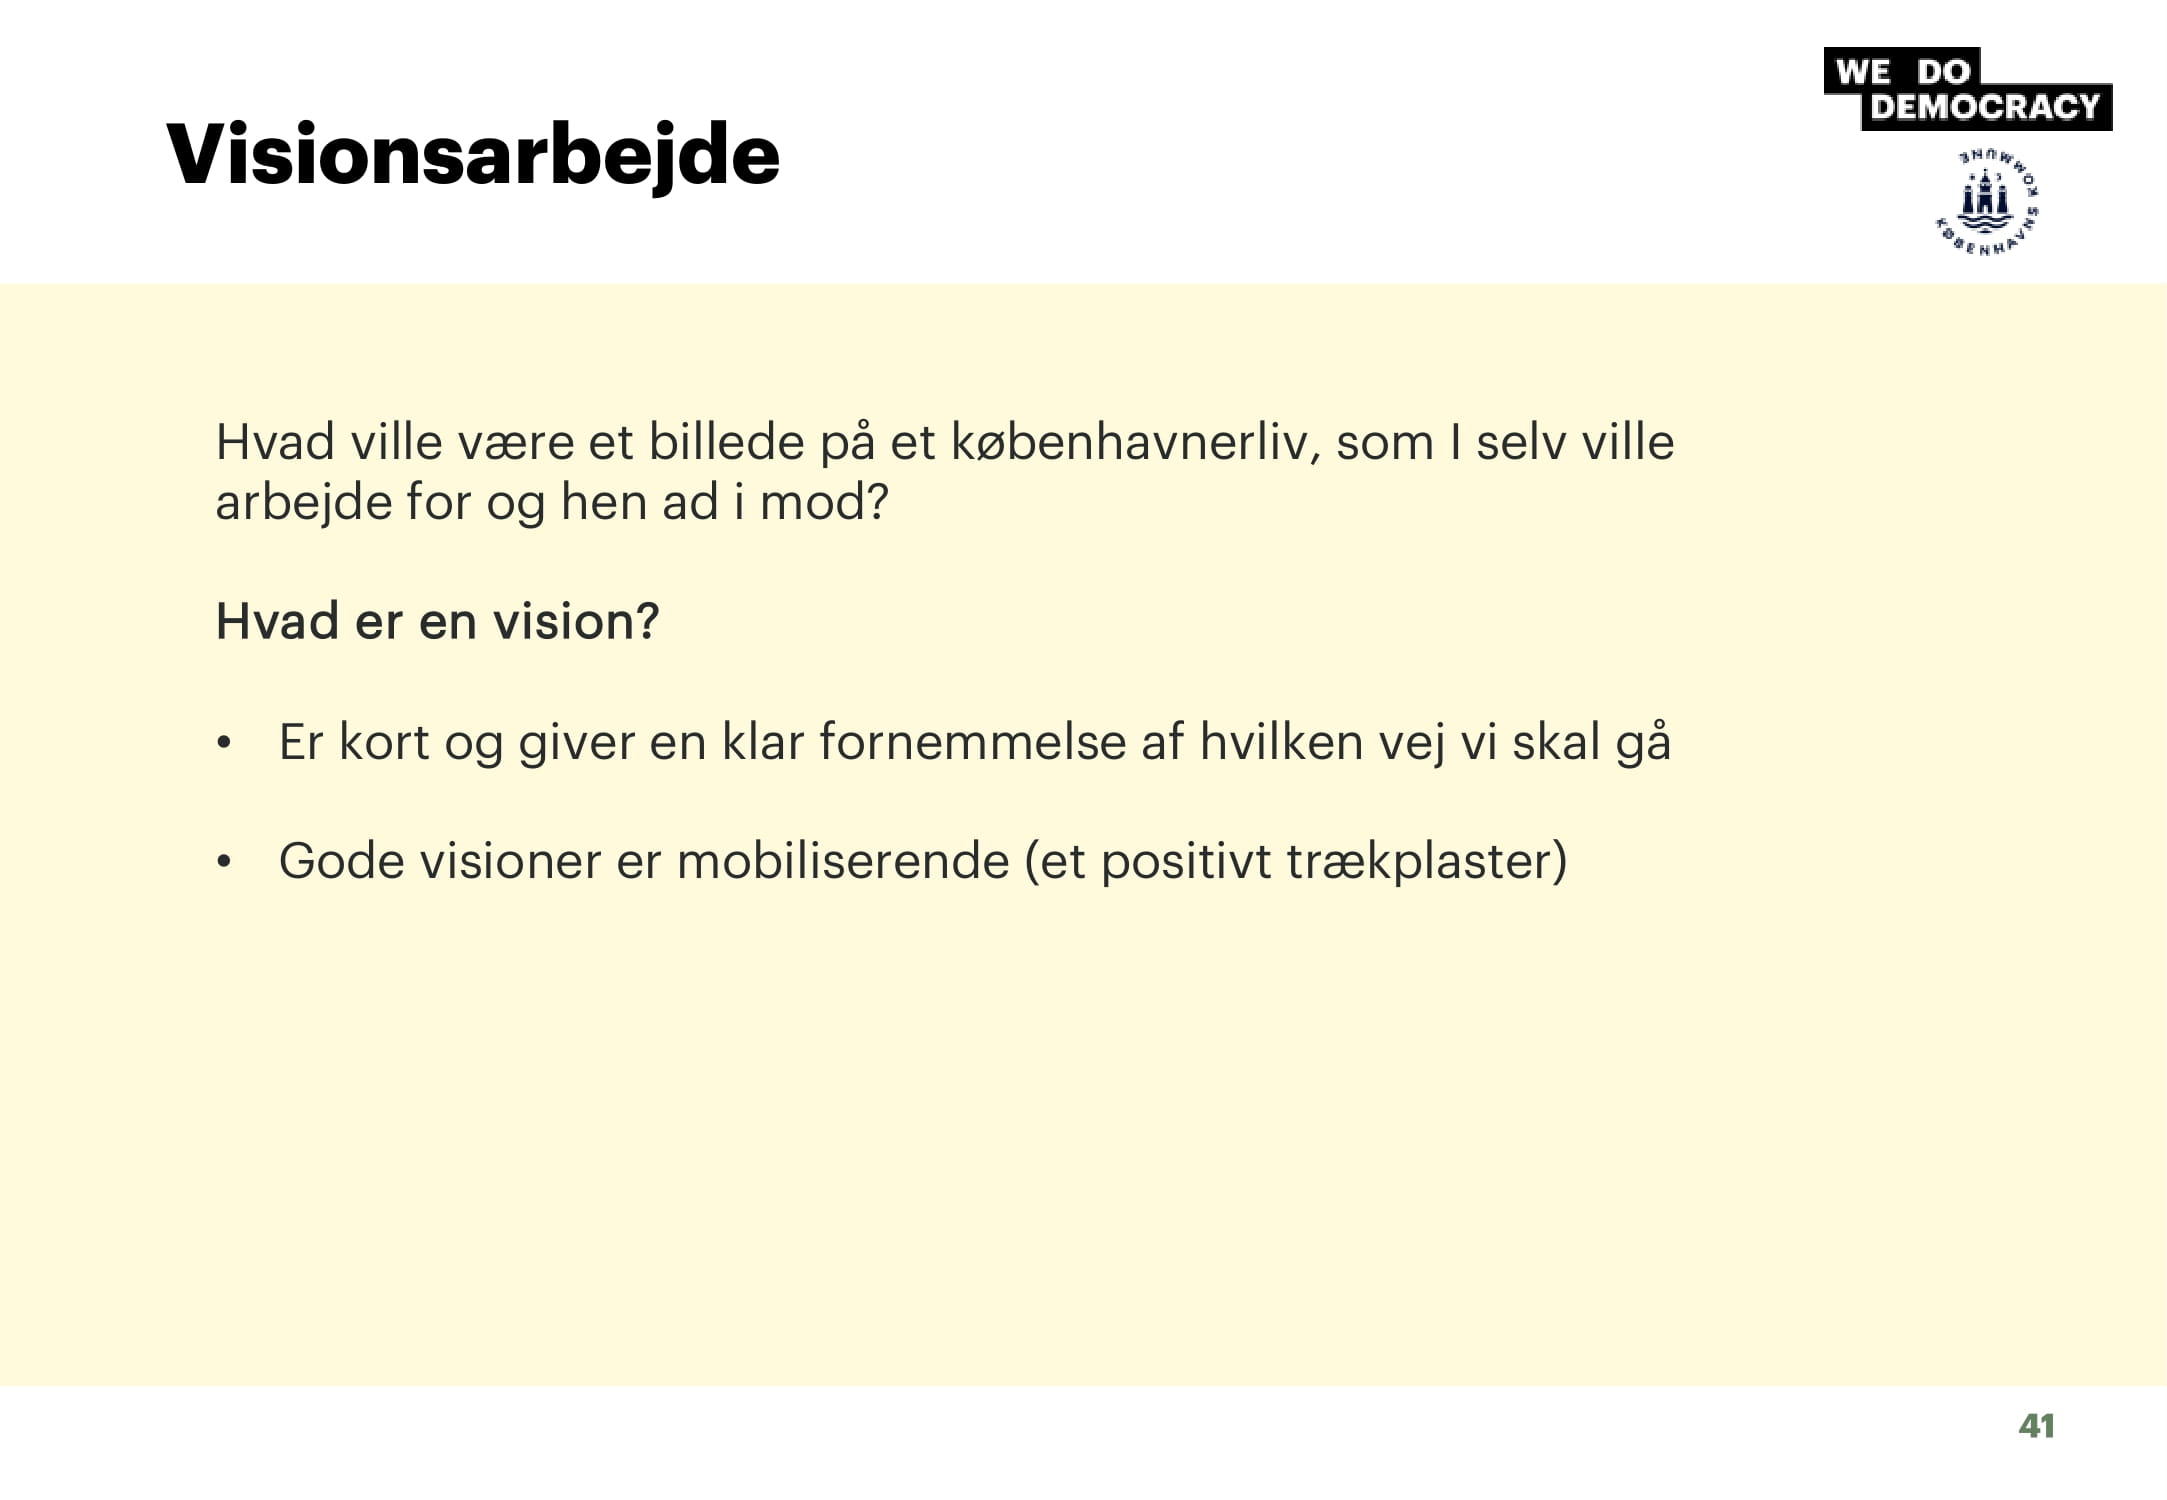 WE DO
DEMOCRACY
KØBENHAVNS KOMMUNE
Visionsarbejde
Hvad ville være et billede på et københavnerliv, som I selv ville
arbejde for og hen ad i mod?
Hvad er en vision?
• Er kort og giver en klar fornemmelse af hvilken vej vi skal gå
• Gode visioner er mobiliserende (et positivt trækplaster)
41